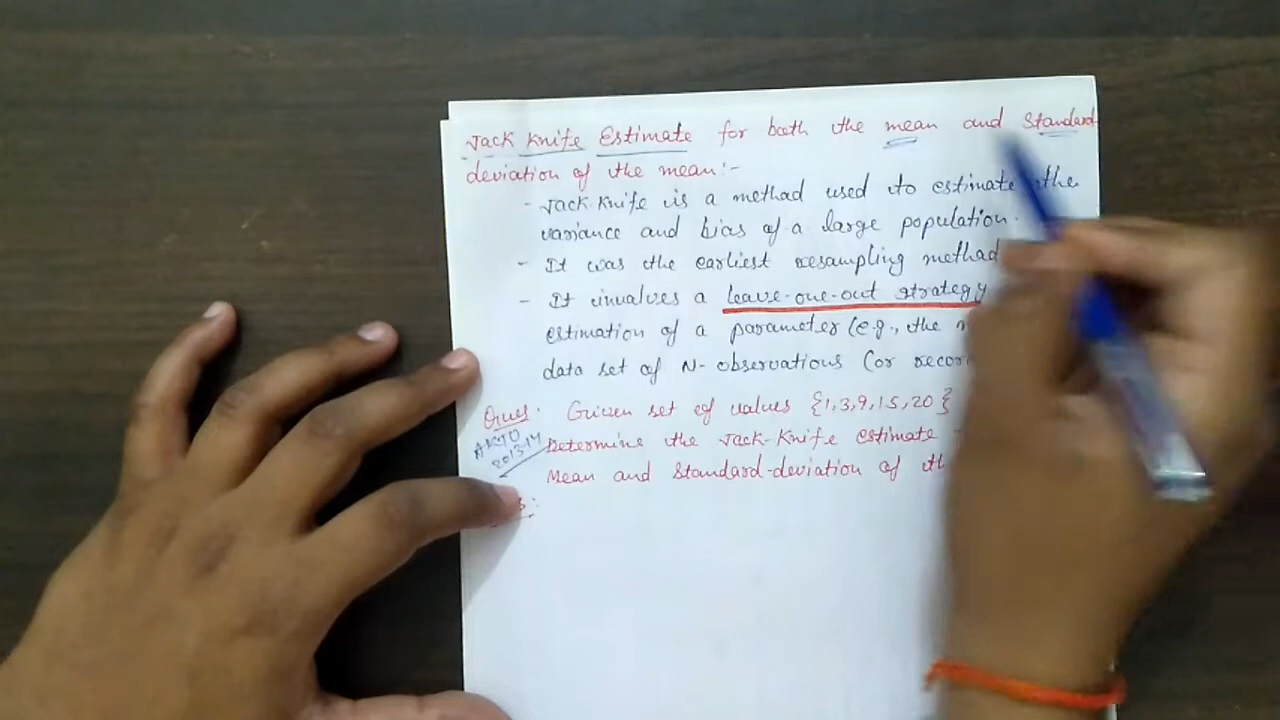 Jack Knife Estimate for both the mean and standard
deviation of the mean:-
- Jack Knife is a method used to estimate the
variance and bias of a large population.
- It was the earliest resampling method
- It involves a leave-one-out strategy
estimation of a parameter (e.g., the
data set of N- observations (or
Ques: Given set of values {1,3,9,15,20}
AKTU
2013-14
Determine the Jack-Knife estimate
Mean and Standard-deviation of